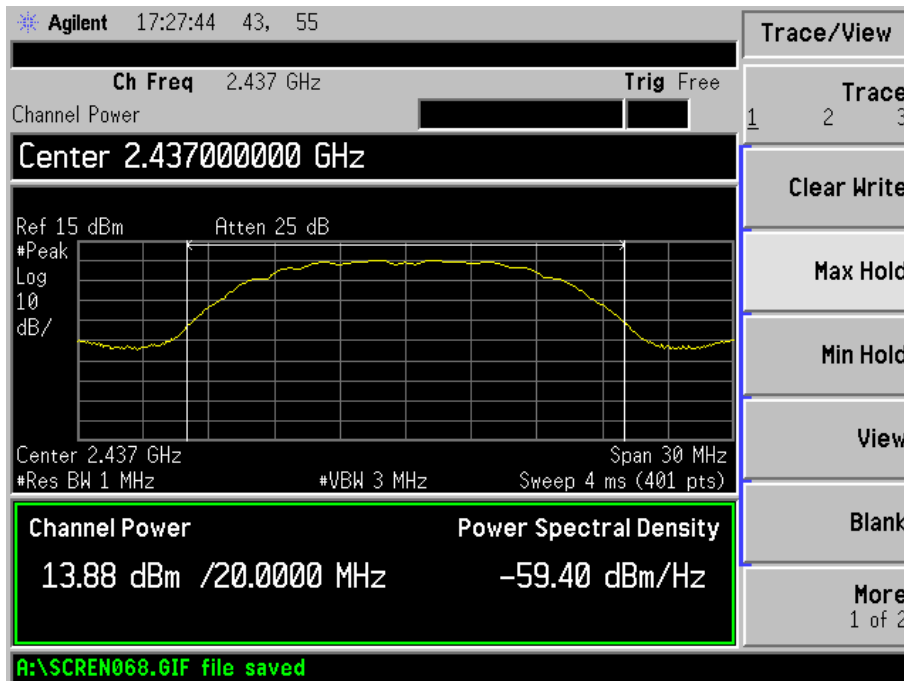 Agilent 17:27:44 43, 55
Trace/View
Ch Freq 2.437 GHz Trig Free
Channel Power
Trace
1 2 3
Center 2.437000000 GHz
Clear Write
Ref 15 dBm Atten 25 dB
#Peak
Log
10
dB/
Max Hold
Min Hold
View
Center 2.437 GHz Span 30 MHz
#Res BW 1 MHz #VBW 3 MHz Sweep 4 ms (401 pts)
Channel Power Power Spectral Density
13.88 dBm /20.0000 MHz -59.40 dBm/Hz
Blank
More
1 of 2
A:\SCREN068.GIF file saved